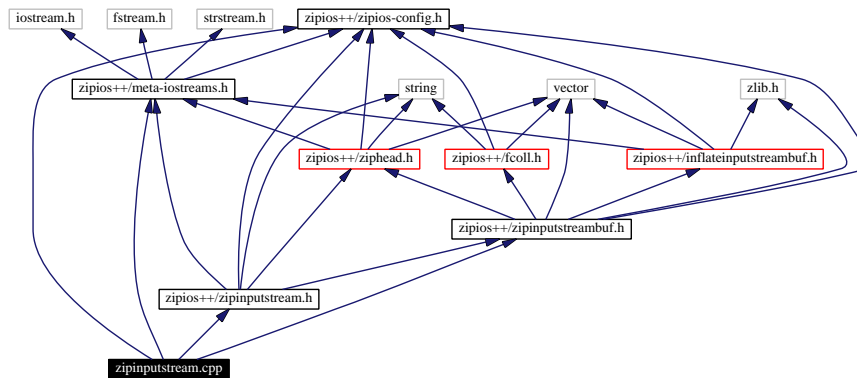 iostream.h
fstream.h
strstream.h
zipios++/zipios-config.h
zipios++/meta-iostreams.h
string
vector
zlib.h
zipios++/ziphead.h
zipios++/fcoll.h
zipios++/inflateinputstreambuf.h
zipios++/zipinputstreambuf.h
zipios++/zipinputstream.h
zipinputstream.cpp